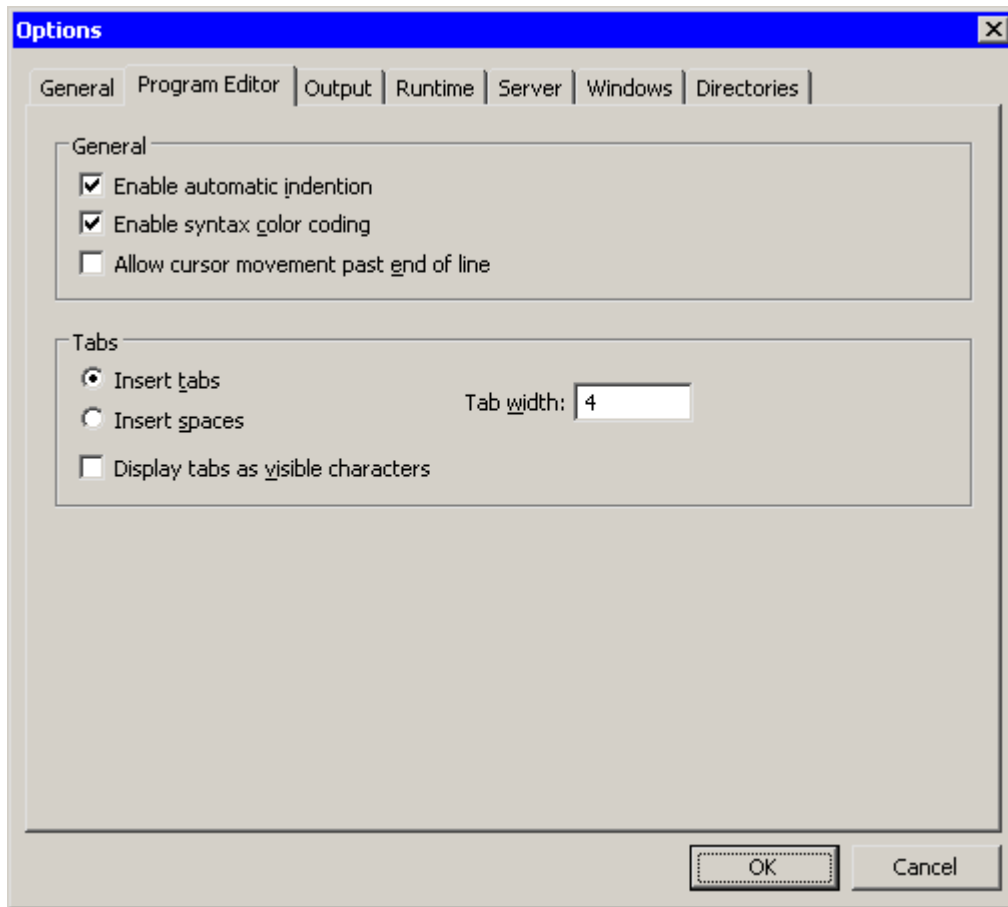 Options
General Program Editor Output Runtime Server Windows Directories
General
Enable automatic indention
Enable syntax color coding
Allow cursor movement past end of line
Tabs
Insert tabs
Tab width: 4
Insert spaces
Display tabs as visible characters
OK Cancel